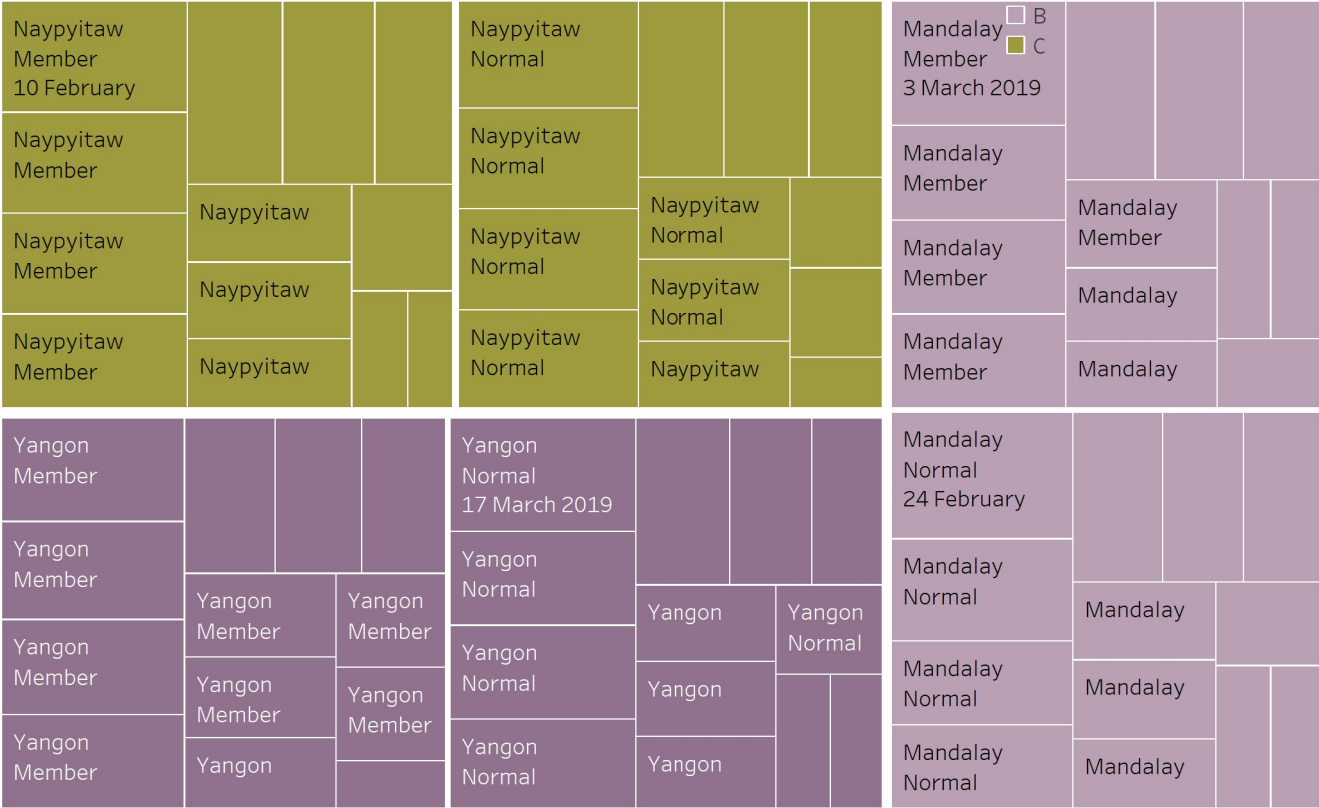 Naypyitaw
Member
10 February
Naypyitaw
Member
Naypyitaw
Member
Naypyitaw
Member
Naypyitaw
Naypyitaw
Naypyitaw
Naypyitaw
Normal
Naypyitaw
Normal
Naypyitaw
Normal
Naypyitaw
Normal
Naypyitaw
Normal
Naypyitaw
Normal
Naypyitaw
Mandalay
Member
3 March 2019
B
C
Mandalay
Member
Mandalay
Member
Mandalay
Member
Mandalay
Member
Mandalay
Mandalay
Yangon
Member
Yangon
Member
Yangon
Member
Yangon
Member
Yangon
Member
Yangon
Member
Yangon
Yangon
Member
Yangon
Member
Yangon
Normal
17 March 2019
Yangon
Normal
Yangon
Normal
Yangon
Normal
Yangon
Yangon
Yangon
Yangon
Normal
Mandalay
Normal
24 February
Mandalay
Normal
Mandalay
Normal
Mandalay
Normal
Mandalay
Mandalay
Mandalay